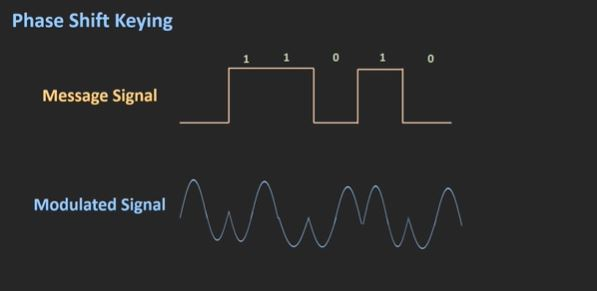 Phase Shift Keying
1 1 0 1 0
Message Signal
Modulated Signal